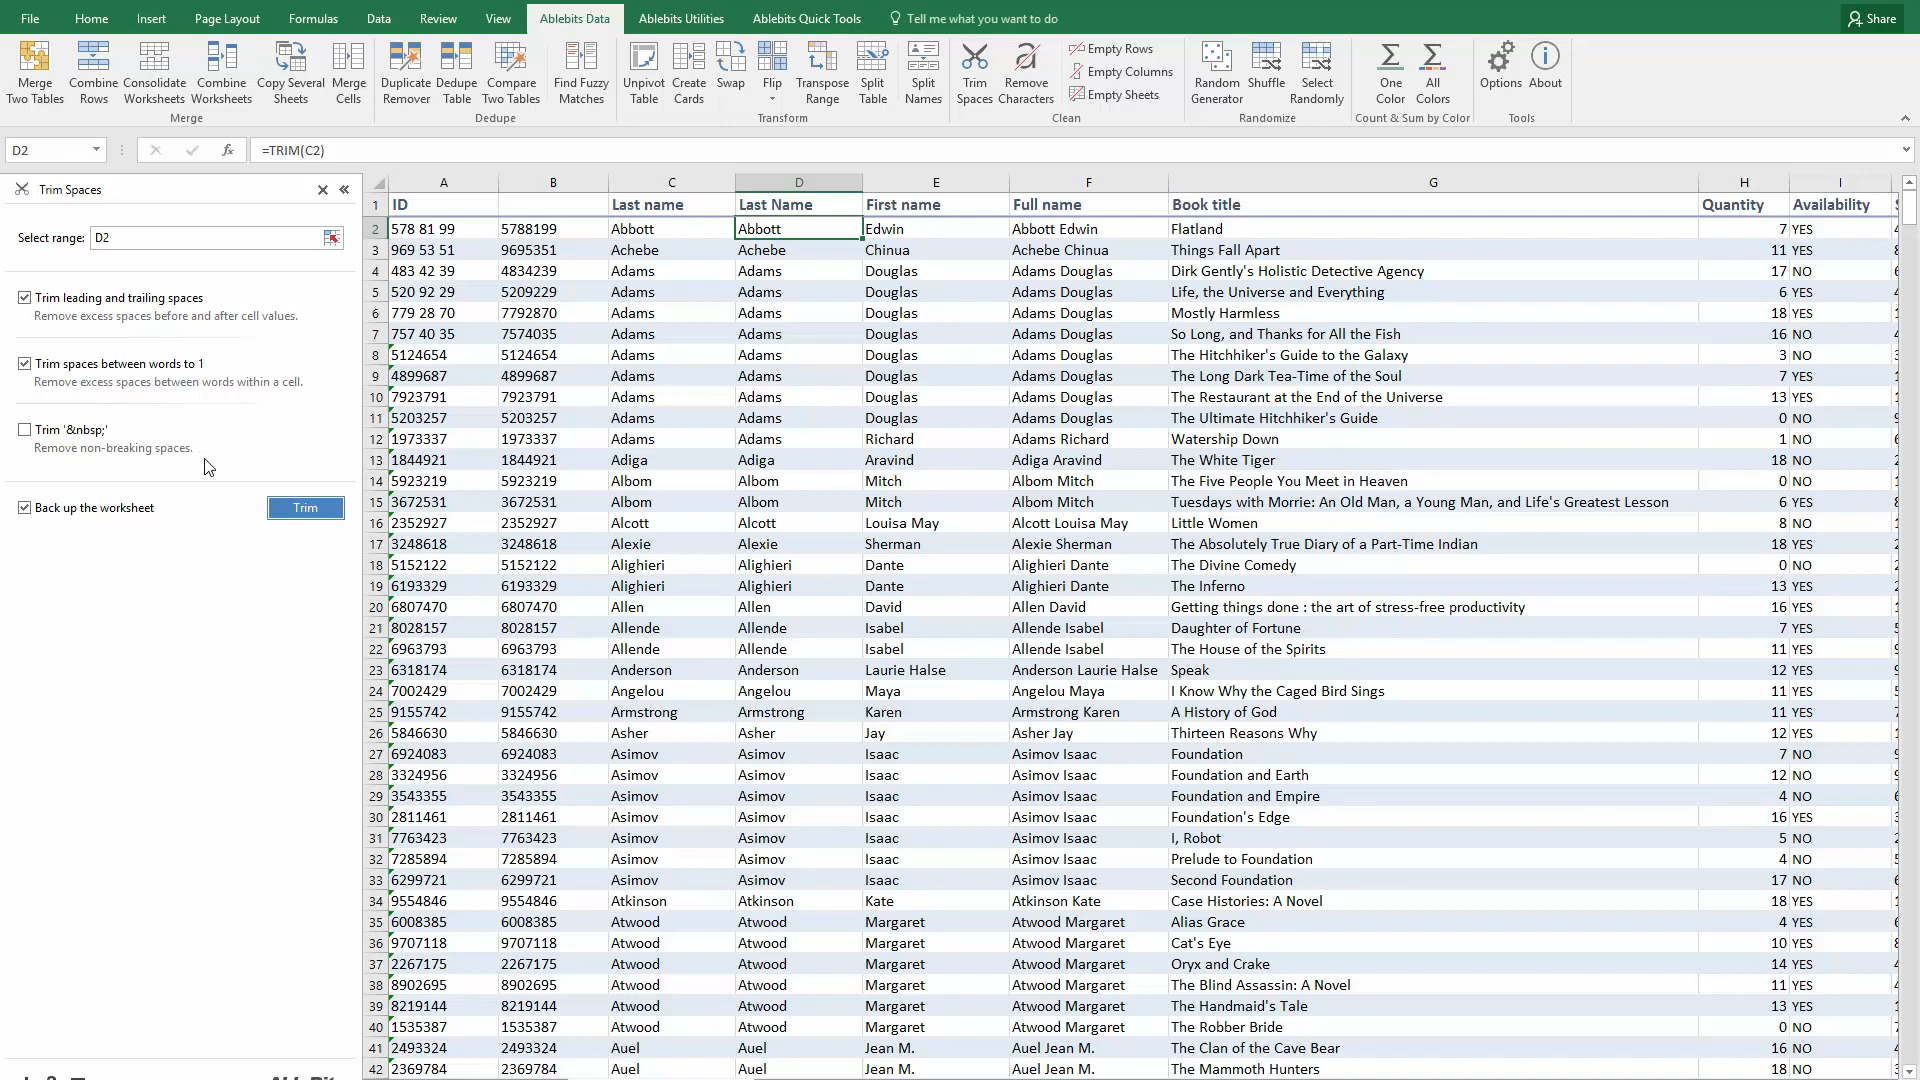 File Home Insert Page Layout Formulas Data Review View Ablebits Data Ablebits Utilities Ablebits Quick Tools Tell me what you want to do Share
Merge Two Tables Combine Rows Consolidate Worksheets Combine Worksheets Copy Several Sheets Merge Cells Duplicate Remover Dedupe Table Compare Two Tables Find Fuzzy Matches Unpivot Table Create Cards Swap Flip Transpose Range Split Table Split Names Trim Spaces Remove Characters Empty Rows Empty Columns Empty Sheets Random Generator Shuffle Select Randomly One Color All Colors Options About
Merge Dedupe Transform Clean Randomize Count & Sum by Color Tools
D2 fx =TRIM(C2)
Trim Spaces
Select range: D2
Trim leading and trailing spaces
Remove excess spaces before and after cell values.
Trim spaces between words to 1
Remove excess spaces between words within a cell.
Trim '&nbsp;'
Remove non-breaking spaces.
Back up the worksheet Trim
A B C D E F G H I
1 ID Last name Last Name First name Full name Book title Quantity Availability
2 578 81 99 5788199 Abbott Abbott Edwin Abbott Edwin Flatland 7 YES
3 969 53 51 9695351 Achebe Achebe Chinua Achebe Chinua Things Fall Apart 11 YES
4 483 42 39 4834239 Adams Adams Douglas Adams Douglas Dirk Gently's Holistic Detective Agency 17 NO
5 520 92 29 5209229 Adams Adams Douglas Adams Douglas Life, the Universe and Everything 6 YES
6 779 28 70 7792870 Adams Adams Douglas Adams Douglas Mostly Harmless 18 YES
7 757 40 35 7574035 Adams Adams Douglas Adams Douglas So Long, and Thanks for All the Fish 16 NO
8 5124654 5124654 Adams Adams Douglas Adams Douglas The Hitchhiker's Guide to the Galaxy 3 NO
9 4899687 4899687 Adams Adams Douglas Adams Douglas The Long Dark Tea-Time of the Soul 7 YES
10 7923791 7923791 Adams Adams Douglas Adams Douglas The Restaurant at the End of the Universe 13 YES
11 5203257 5203257 Adams Adams Douglas Adams Douglas The Ultimate Hitchhiker's Guide 0 NO
12 1973337 1973337 Adams Adams Richard Adams Richard Watership Down 1 NO
13 1844921 1844921 Adiga Adiga Aravind Adiga Aravind The White Tiger 18 NO
14 5923219 5923219 Albom Albom Mitch Albom Mitch The Five People You Meet in Heaven 0 NO
15 3672531 3672531 Albom Albom Mitch Albom Mitch Tuesdays with Morrie: An Old Man, a Young Man, and Life's Greatest Lesson 6 YES
16 2352927 2352927 Alcott Alcott Louisa May Alcott Louisa May Little Women 8 NO
17 3248618 3248618 Alexie Alexie Sherman Alexie Sherman The Absolutely True Diary of a Part-Time Indian 18 YES
18 5152122 5152122 Alighieri Alighieri Dante Alighieri Dante The Divine Comedy 0 NO
19 6193329 6193329 Alighieri Alighieri Dante Alighieri Dante The Inferno 13 YES
20 6807470 6807470 Allen Allen David Allen David Getting things done : the art of stress-free productivity 16 YES
21 8028157 8028157 Allende Allende Isabel Allende Isabel Daughter of Fortune 7 YES
22 6963793 6963793 Allende Allende Isabel Allende Isabel The House of the Spirits 11 YES
23 6318174 6318174 Anderson Anderson Laurie Halse Anderson Laurie Halse Speak 12 YES
24 7002429 7002429 Angelou Angelou Maya Angelou Maya I Know Why the Caged Bird Sings 11 YES
25 9155742 9155742 Armstrong Armstrong Karen Armstrong Karen A History of God 11 YES
26 5846630 5846630 Asher Asher Jay Asher Jay Thirteen Reasons Why 12 YES
27 6924083 6924083 Asimov Asimov Isaac Asimov Isaac Foundation 7 NO
28 3324956 3324956 Asimov Asimov Isaac Asimov Isaac Foundation and Earth 12 NO
29 3543355 3543355 Asimov Asimov Isaac Asimov Isaac Foundation and Empire 4 NO
30 2811461 2811461 Asimov Asimov Isaac Asimov Isaac Foundation's Edge 16 YES
31 7763423 7763423 Asimov Asimov Isaac Asimov Isaac I, Robot 5 NO
32 7285894 7285894 Asimov Asimov Isaac Asimov Isaac Prelude to Foundation 4 NO
33 6299721 6299721 Asimov Asimov Isaac Asimov Isaac Second Foundation 17 NO
34 9554846 9554846 Atkinson Atkinson Kate Atkinson Kate Case Histories: A Novel 18 YES
35 6008385 6008385 Atwood Atwood Margaret Atwood Margaret Alias Grace 4 YES
36 9707118 9707118 Atwood Atwood Margaret Atwood Margaret Cat's Eye 10 YES
37 2267175 2267175 Atwood Atwood Margaret Atwood Margaret Oryx and Crake 14 YES
38 8902695 8902695 Atwood Atwood Margaret Atwood Margaret The Blind Assassin: A Novel 11 YES
39 8219144 8219144 Atwood Atwood Margaret Atwood Margaret The Handmaid's Tale 13 YES
40 1535387 1535387 Atwood Atwood Margaret Atwood Margaret The Robber Bride 0 NO
41 2493324 2493324 Auel Auel Jean M. Auel Jean M. The Clan of the Cave Bear 16 NO
42 2369784 2369784 Auel Auel Jean M. Auel Jean M. The Mammoth Hunters 18 NO